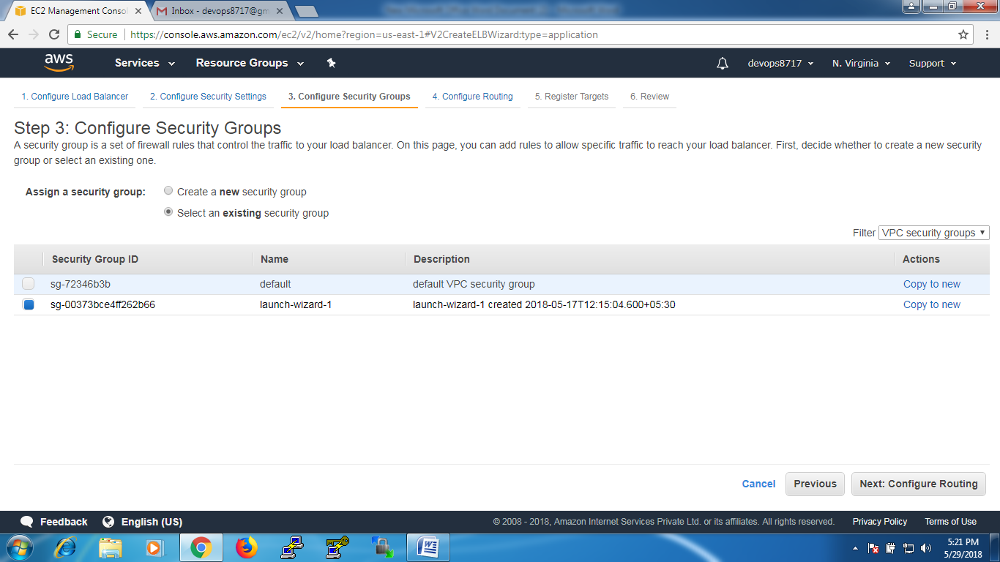 EC2 Management Consol
Inbox - devops8717@gm
Secure
https://console.aws.amazon.com/ec2/v2/home?region=us-east-1#V2CreateELBWizard:type=application
aws
Services
Resource Groups
devops8717
N. Virginia
Support
1. Configure Load Balancer
2. Configure Security Settings
3. Configure Security Groups
4. Configure Routing
5. Register Targets
6. Review
Step 3: Configure Security Groups
A security group is a set of firewall rules that control the traffic to your load balancer. On this page, you can add rules to allow specific traffic to reach your load balancer. First, decide whether to create a new security
group or select an existing one.
Assign a security group:
Create a new security group
Select an existing security group
Filter VPC security groups
Security Group ID Name Description Actions
sg-72346b3b default default VPC security group Copy to new
sg-00373bce4ff262b66 launch-wizard-1 launch-wizard-1 created 2018-05-17T12:15:04.600+05:30 Copy to new
Cancel
Previous
Next: Configure Routing
Feedback
English (US)
© 2008 - 2018, Amazon Internet Services Private Ltd. or its affiliates. All rights reserved.
Privacy Policy
Terms of Use
5:21 PM
5/29/2018